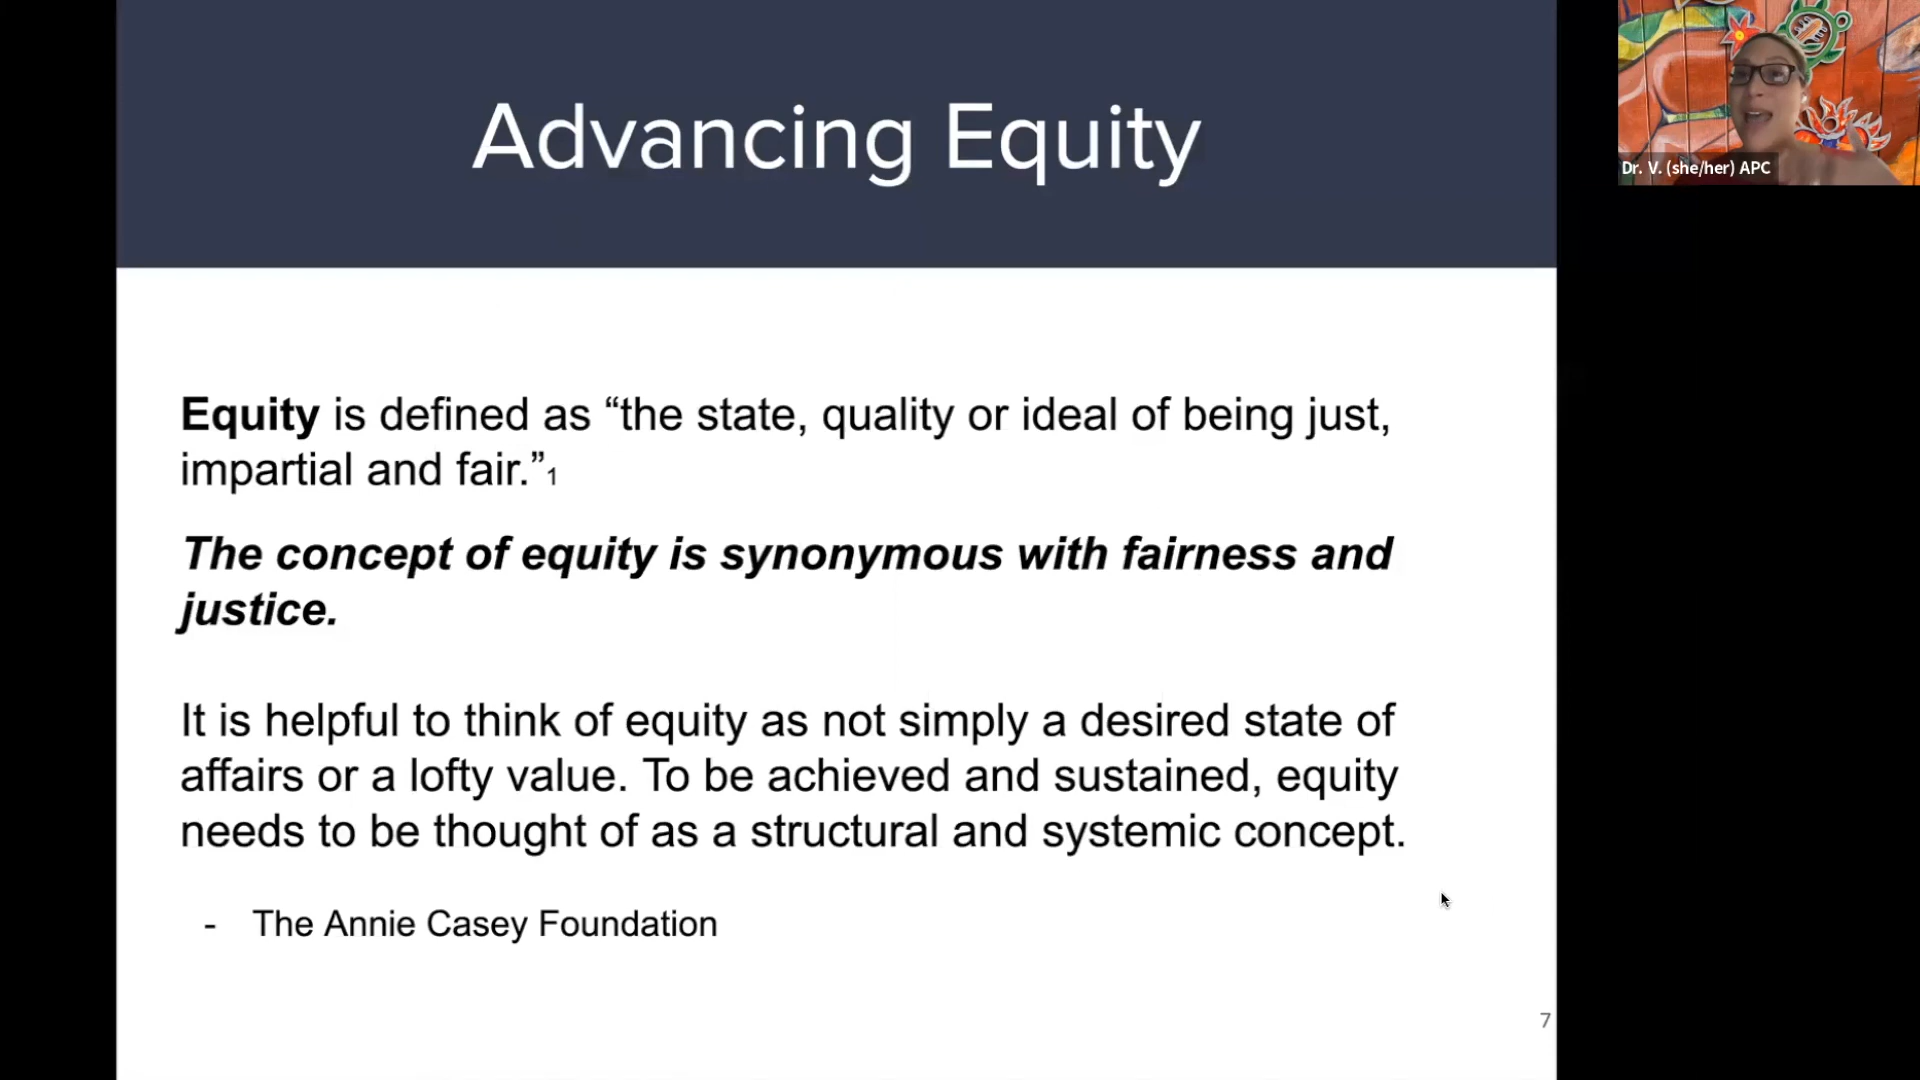 Advancing Equity
Dr. V. (she/her) APC
Equity is defined as “the state, quality or ideal of being just,
impartial and fair.”1
The concept of equity is synonymous with fairness and
justice.
It is helpful to think of equity as not simply a desired state of
affairs or a lofty value. To be achieved and sustained, equity
needs to be thought of as a structural and systemic concept.
- The Annie Casey Foundation
7